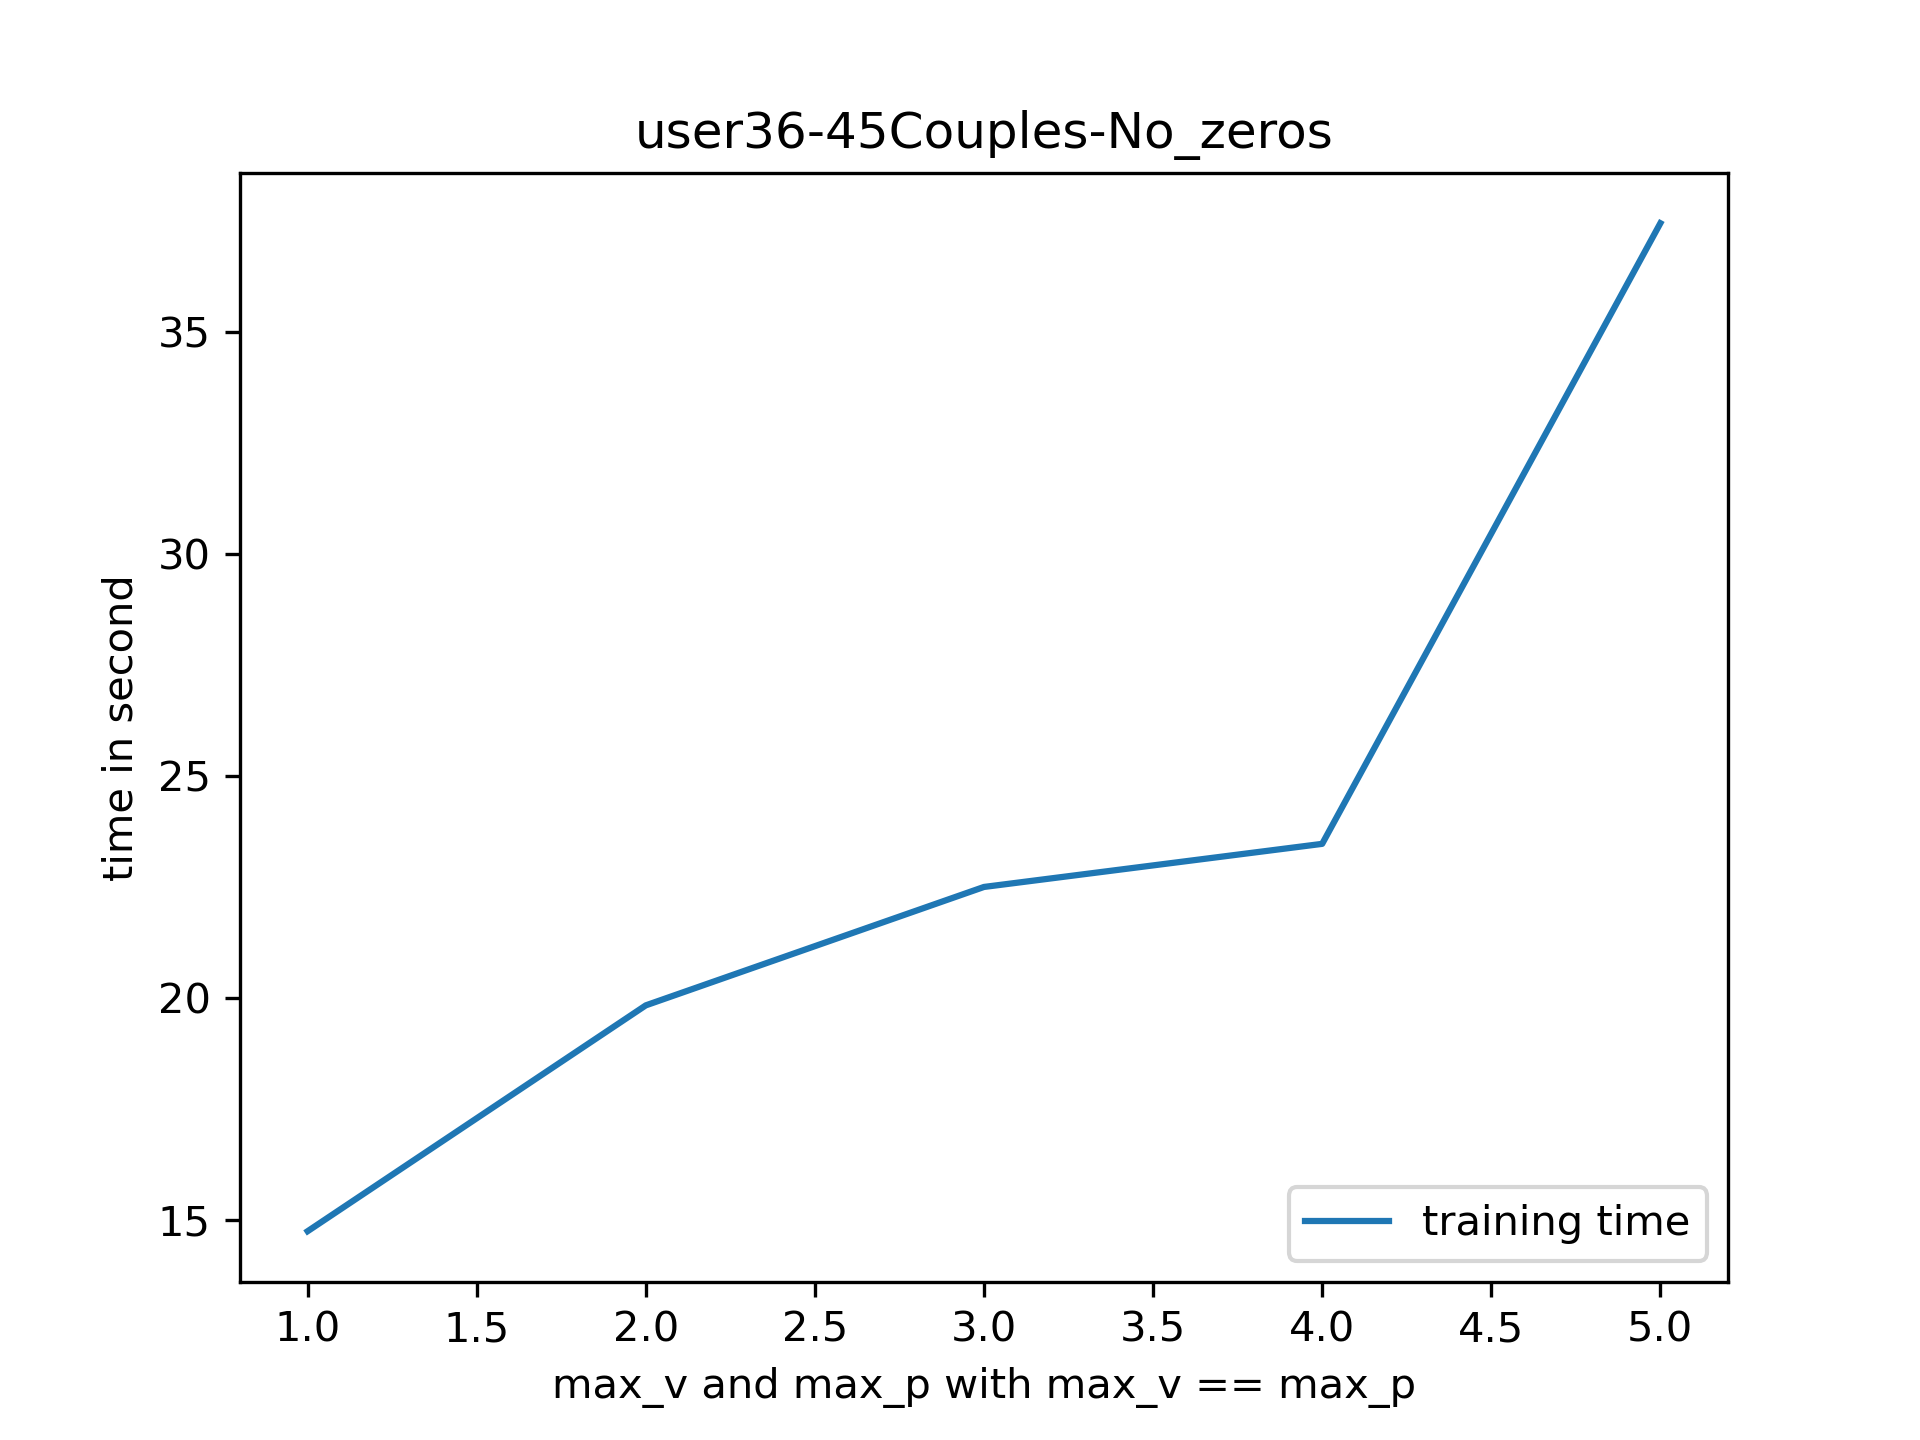 user36-45Couples-No_zeros
time in second
35
30
25
20
15
training time
1.0 1.5 2.0 2.5 3.0 3.5 4.0 4.5 5.0
max_v and max_p with max_v == max_p